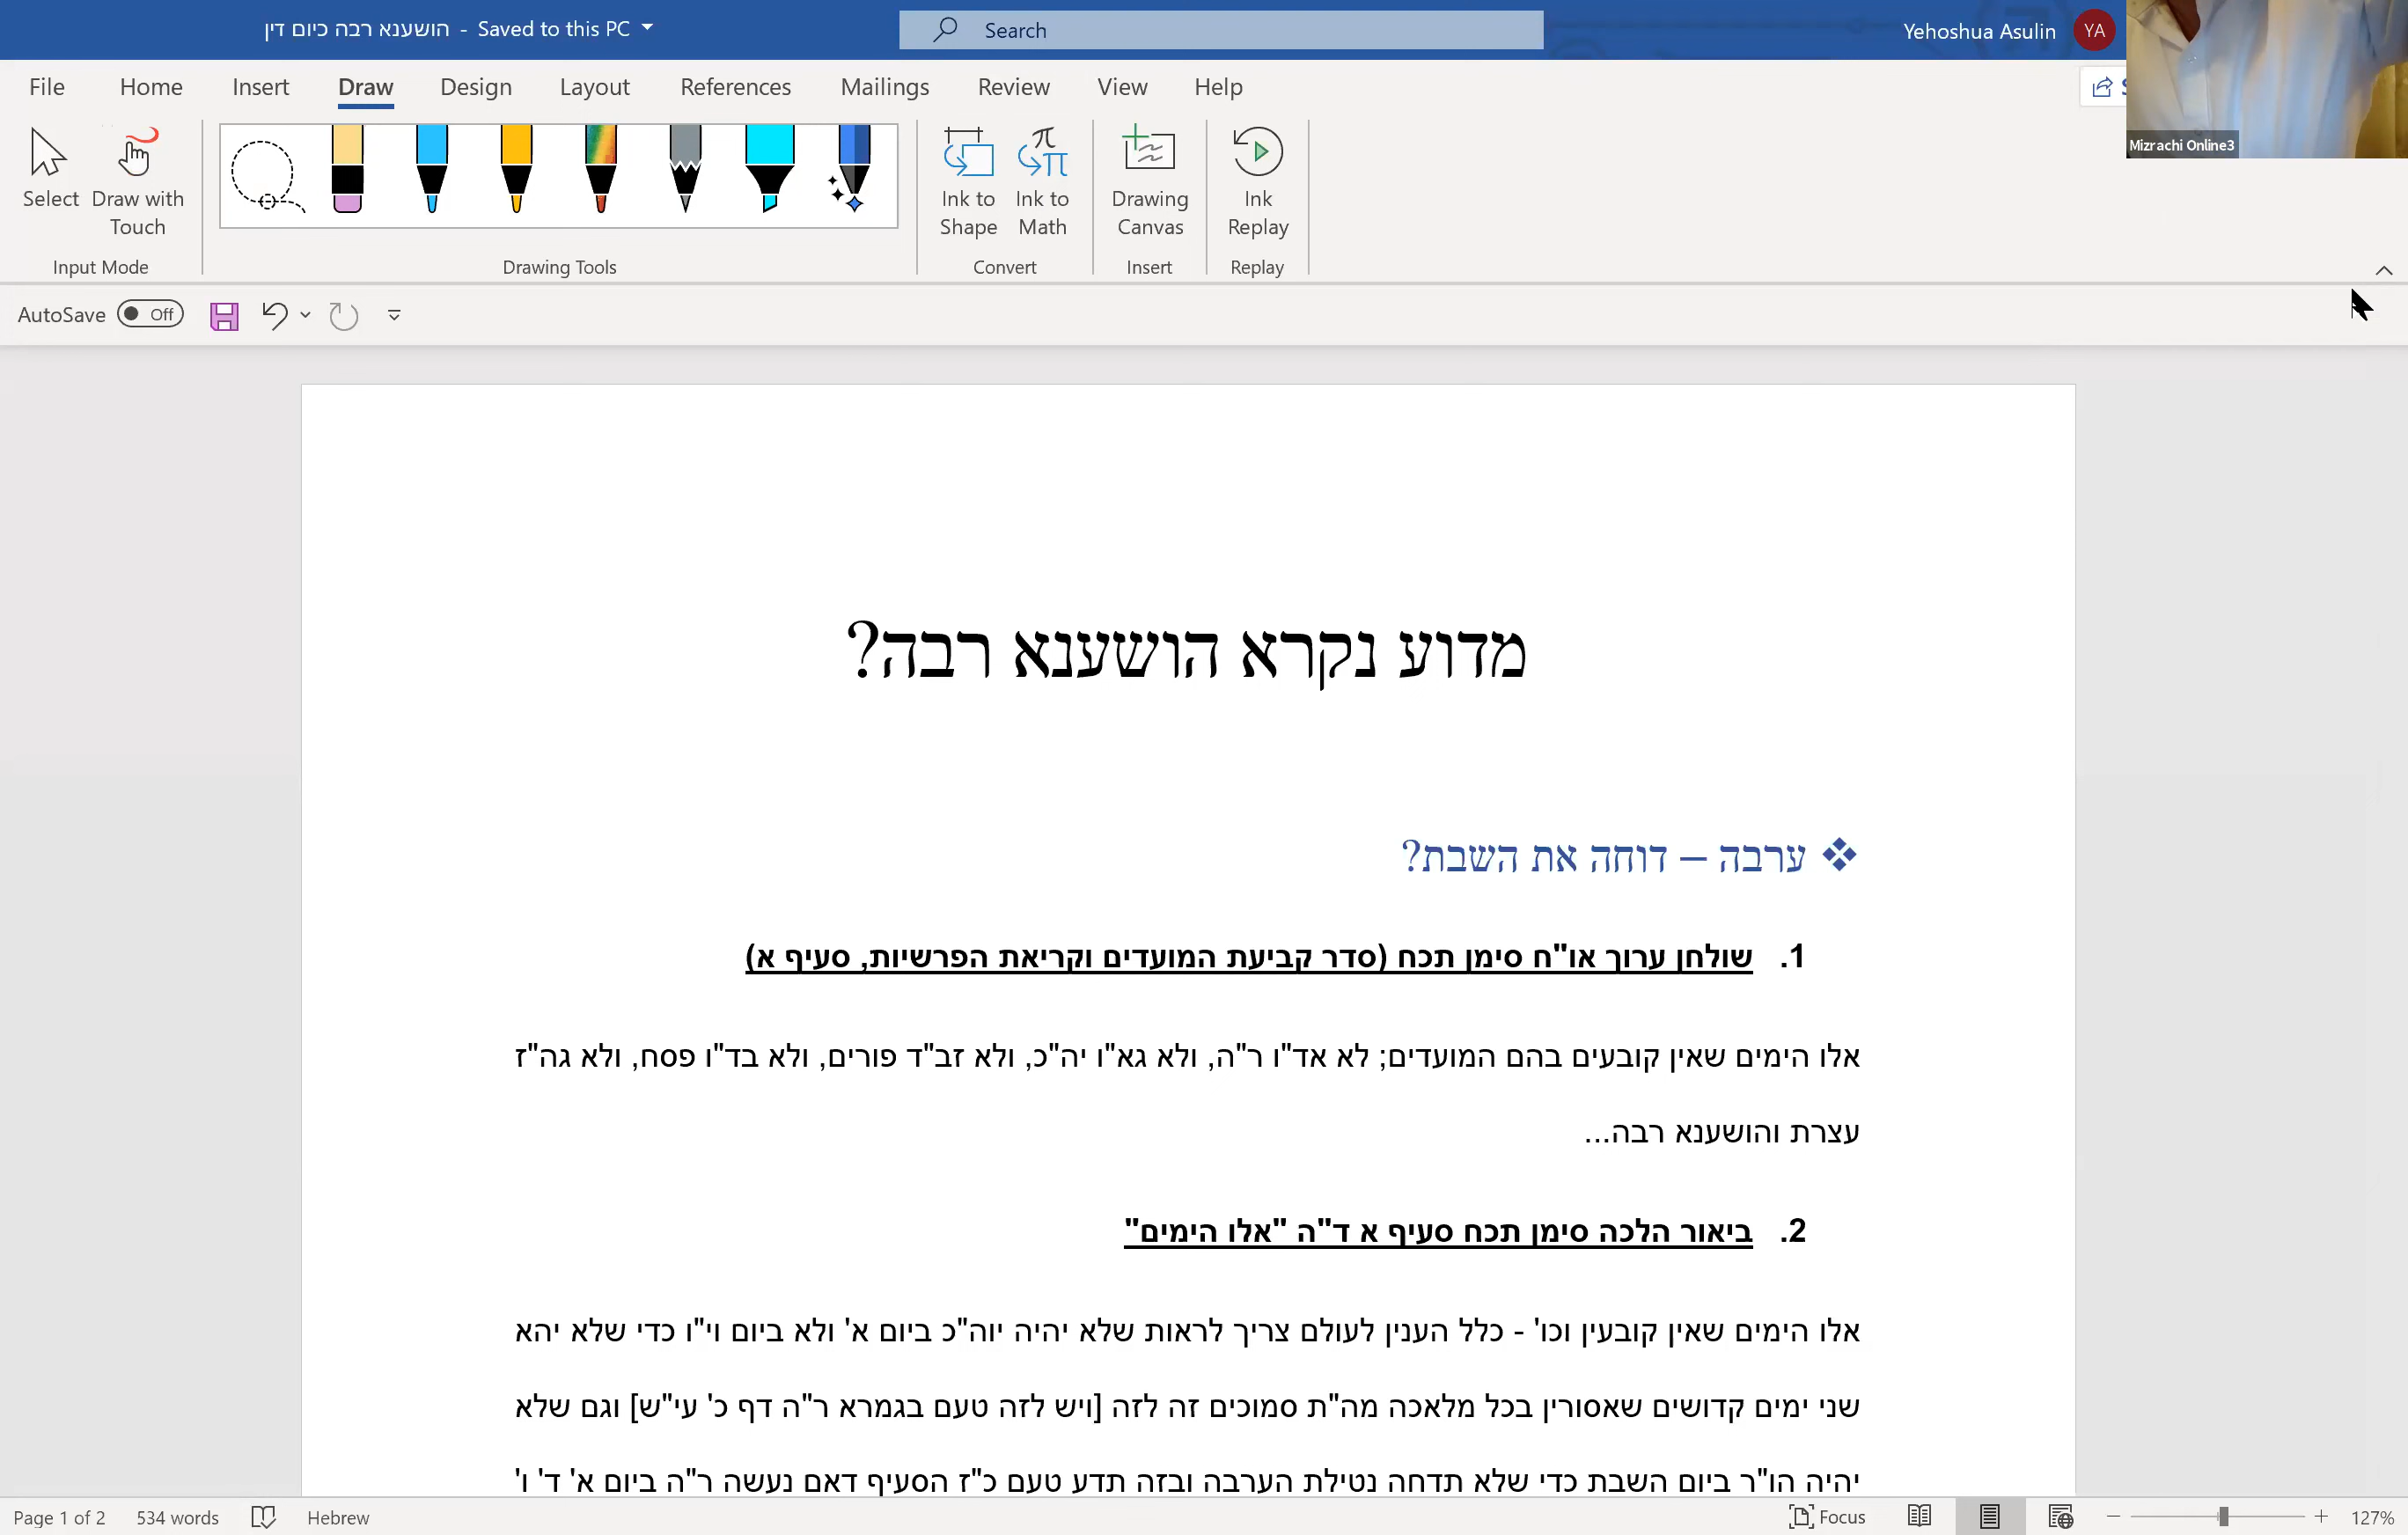 הושענא רבה כיום דין - Saved to this PC
Search
Yehoshua Asulin
YA
Mizrachi Online3
File Home Insert Draw Design Layout References Mailings Review View Help
Select
Draw with Touch
Ink to Shape
Ink to Math
Drawing Canvas
Ink Replay
Input Mode
Drawing Tools
Convert
Insert
Replay
AutoSave Off
מדוע נקרא הושענא רבה?
❖ ערבה – דוחה את השבת?
1. שולחן ערוך או"ח סימן תכח (סדר קביעת המועדים וקריאת הפרשיות, סעיף א)
אלו הימים שאין קובעים בהם המועדים; לא אד"ו ר"ה, ולא גא"ו יה"כ, ולא זב"ד פורים, ולא בד"ו פסח, ולא גה"ז
עצרת והושענא רבה...
2. ביאור הלכה סימן תכח סעיף א ד"ה "אלו הימים"
אלו הימים שאין קובעין וכו' - כלל הענין לעולם צריך לראות שלא יהיה יוה"כ ביום א' ולא ביום וי"ו כדי שלא יהא
שני ימים קדושים שאסורין בכל מלאכה מה"ת סמוכים זה לזה [ויש לזה טעם בגמרא ר"ה דף כ' עי"ש] וגם שלא
יהיה הו"ר ביום השבת כדי שלא תדחה נטילת הערבה ובזה תדע טעם כ"ז הסעיף דאם נעשה ר"ה ביום א' ד' ו'
Page 1 of 2 534 words Hebrew Focus 127%